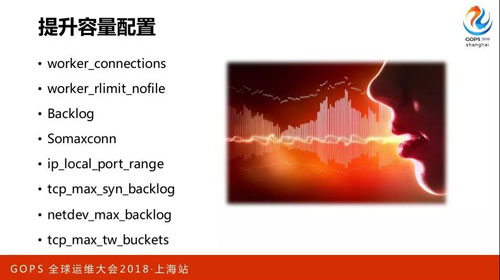 提升容量配置
GOPS 2018
shanghai
• worker_connections
• worker_rlimit_nofile
• Backlog
• Somaxconn
• ip_local_port_range
• tcp_max_syn_backlog
• netdev_max_backlog
• tcp_max_tw_buckets
GOPS 全球运维大会2018·上海站